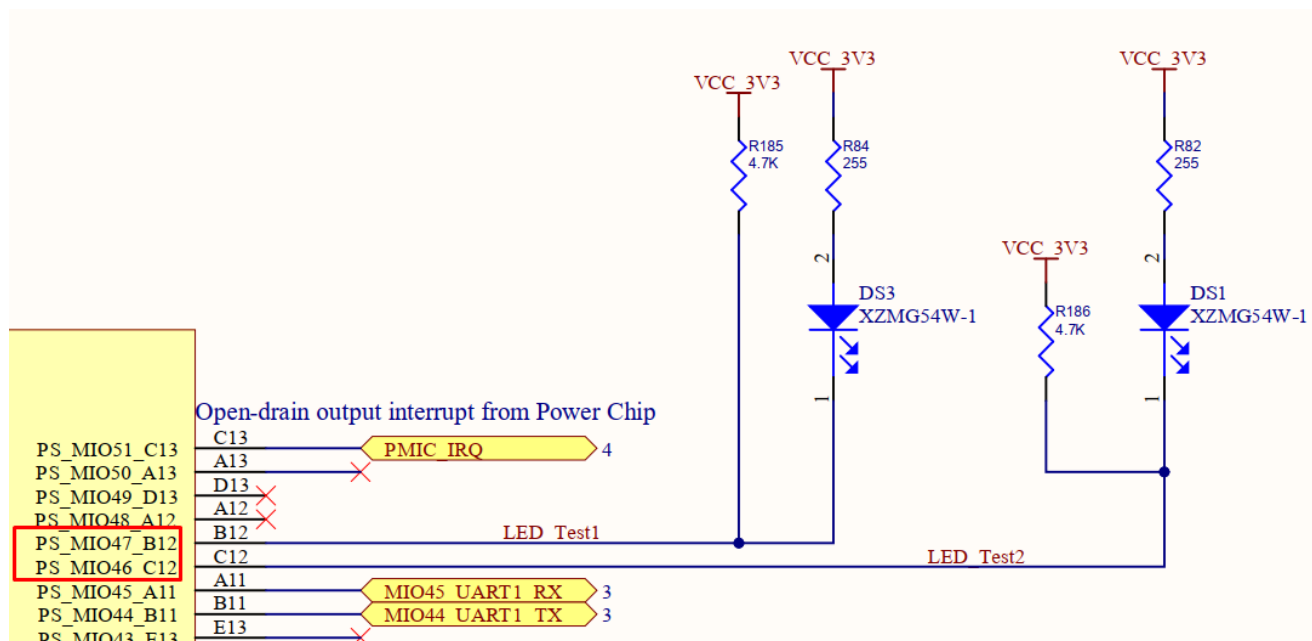 VCC_3V3
VCC_3V3
VCC_3V3
R185
4.7K
R84
255
R82
255
2
2
VCC_3V3
DS3
XZMG54W-1
DS1
XZMG54W-1
R186
4.7K
1
1
Open-drain output interrupt from Power Chip
PS_MIO51_C13 C13 PMIC_IRQ 4
PS_MIO50_A13 A13
PS_MIO49_D13 D13
PS_MIO48_A12 A12
PS_MIO47_B12 B12 LED_Test1
PS_MIO46_C12 C12 LED_Test2
PS_MIO45_A11 A11 MIO45_UART1_RX 3
PS_MIO44_B11 B11 MIO44_UART1_TX 3
PS_MIO43_E13 E13